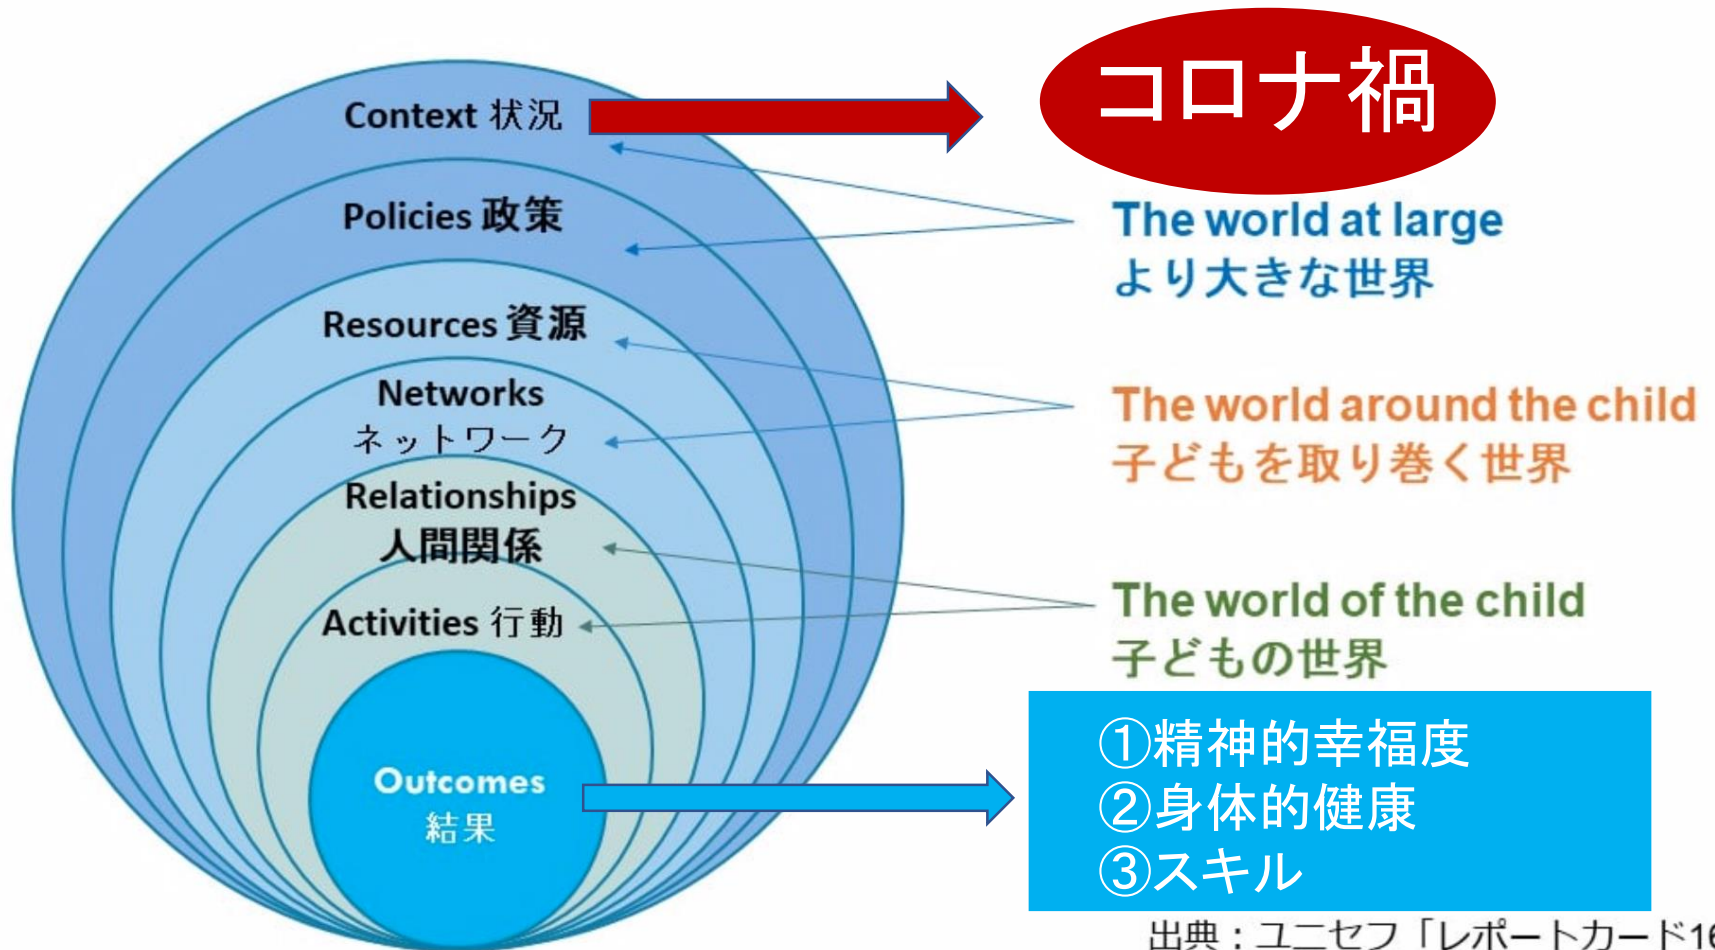 Context 状況
Policies 政策
Resources 資源
Networks
ネットワーク
Relationships
人間関係
Activities 行動
Outcomes
結果
コロナ禍
The world at large
より大きな世界
The world around the child
子どもを取り巻く世界
The world of the child
子どもの世界
①精神的幸福度
②身体的健康
③スキル
出典：ユニセフ「レポートカード16